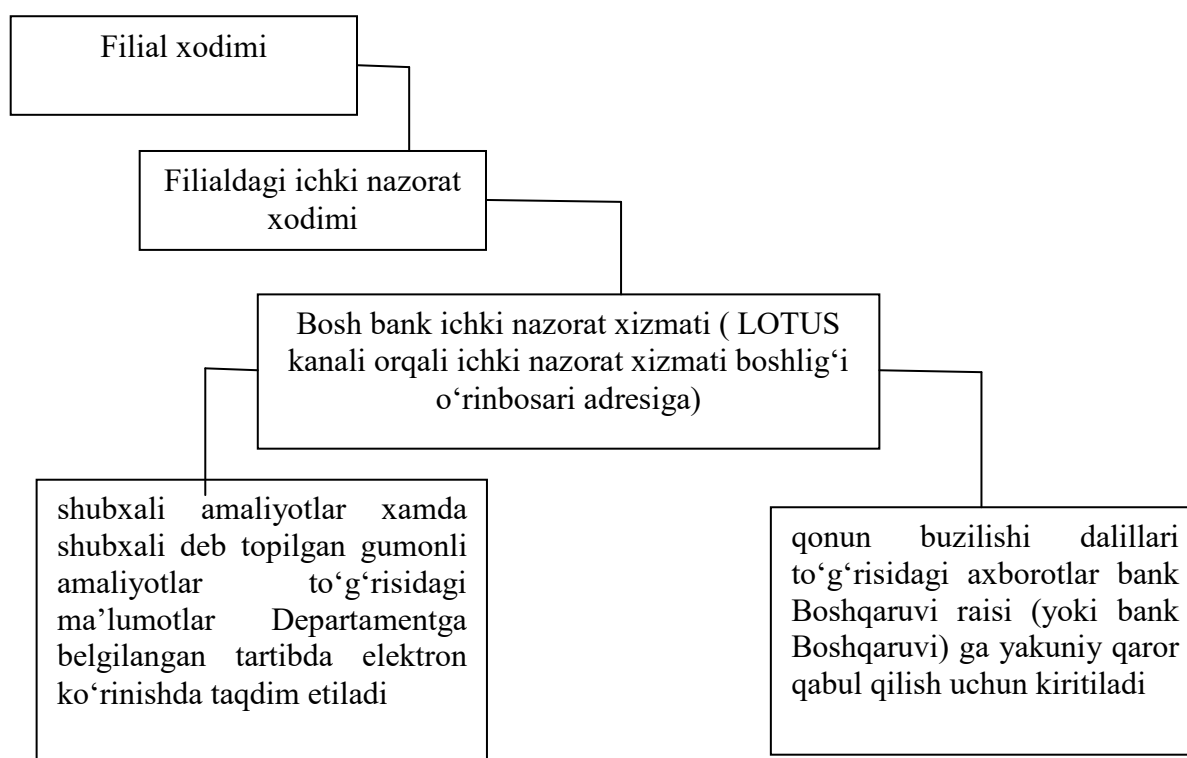 Filial xodimi
Filialdagi ichki nazorat
xodimi
Bosh bank ichki nazorat xizmati ( LOTUS
kanali orqali ichki nazorat xizmati boshlig‘i
o‘rinbosari adresiga)
shubxali amaliyotlar xamda
shubxali deb topilgan gumonli
amaliyotlar to‘g‘risidagi
ma’lumotlar Departamentga
belgilangan tartibda elektron
ko‘rinishda taqdim etiladi
qonun buzilishi dalillari
to‘g‘risidagi axborotlar bank
Boshqaruvi raisi (yoki bank
Boshqaruvi) ga yakuniy qaror
qabul qilish uchun kiritiladi